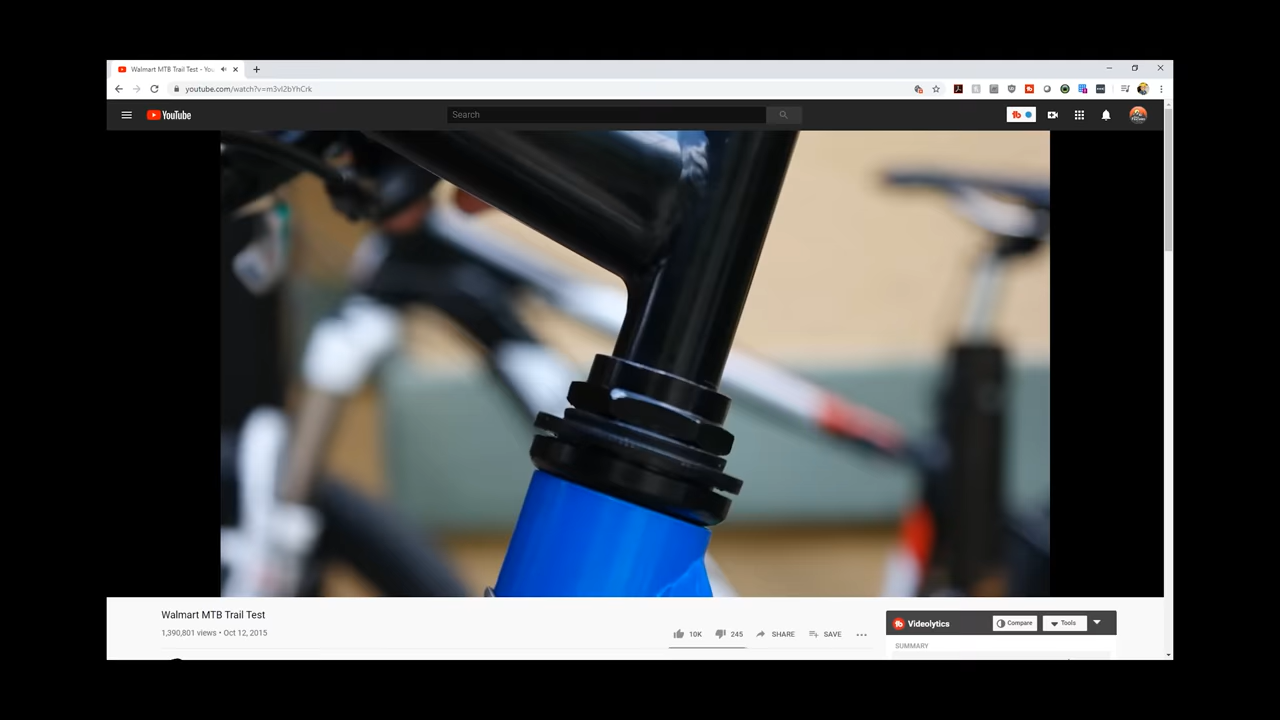 Walmart MTB Trail Test - You
youtube.com/watch?v=m3vl2bYhCrk
YouTube
Search
Walmart MTB Trail Test
1,390,801 views • Oct 12, 2015
10K
245
SHARE
SAVE
Videolytics
Compare
Tools
SUMMARY